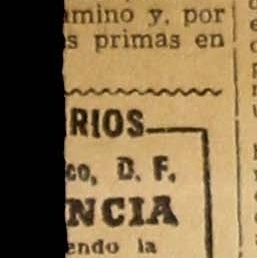 amino y, por
s primas en
RIOS
co, D. F.
NCIA
endo la